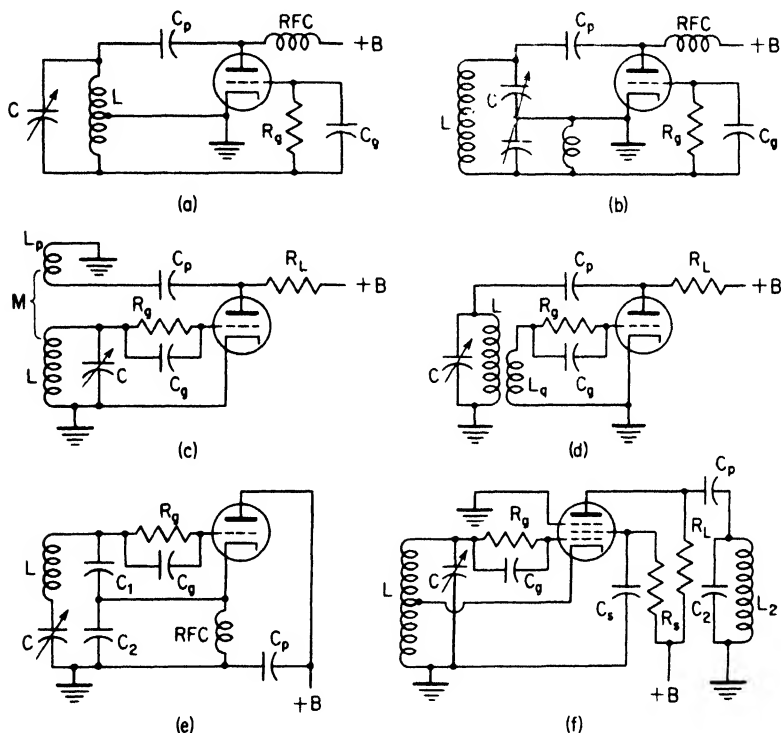 C_p RFC +B
C L R_g C_g
(a)
C_p RFC +B
L C R_g C_g
(b)
L_p C_p R_L +B
M R_g
L C C_g
(c)
C_p R_L +B
L R_g
C L_g C_g
(d)
R_g
L C_1 C_g
C C_2 RFC C_p
+B
(e)
C_p
R_g R_L
L C C_g C_s R_s C_2 L_2
+B
(f)